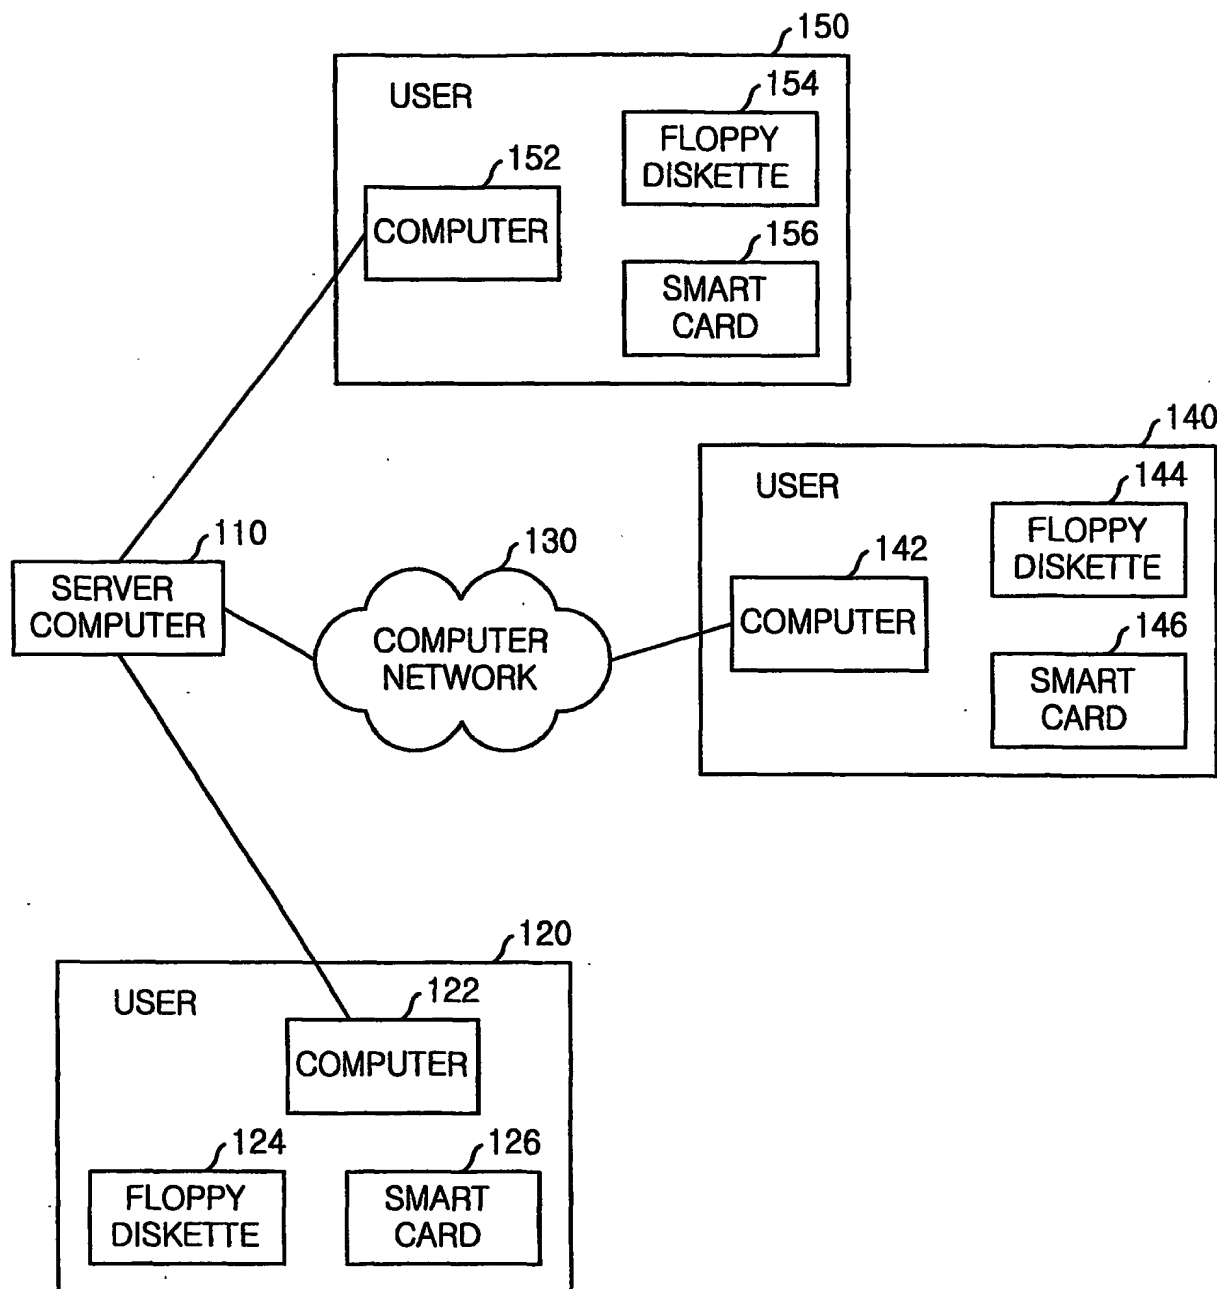 150
USER
154
FLOPPY
DISKETTE
152
COMPUTER
156
SMART
CARD
140
USER
144
FLOPPY
DISKETTE
110
SERVER
COMPUTER
130
COMPUTER
NETWORK
142
COMPUTER
146
SMART
CARD
120
USER
122
COMPUTER
124
FLOPPY
DISKETTE
126
SMART
CARD